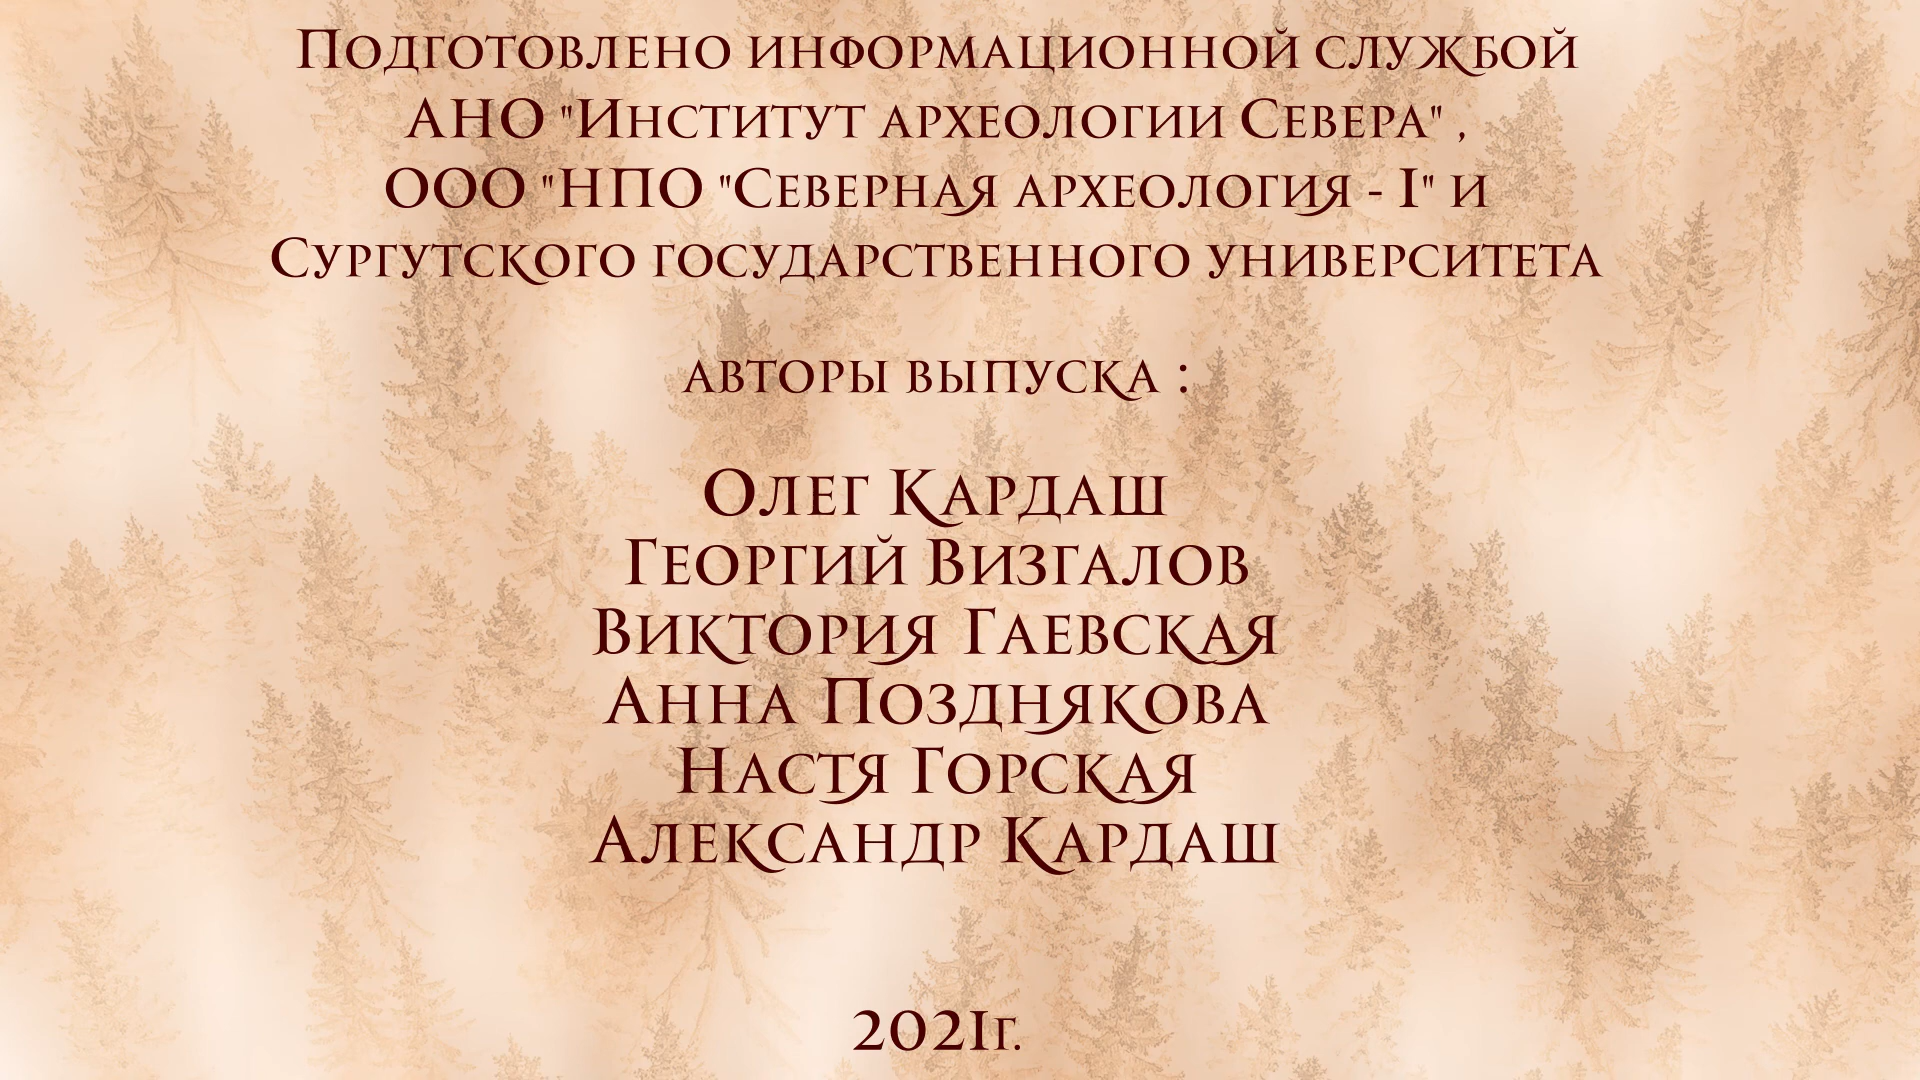 Подготовлено информационной службой
АНО "Институт археологии Севера" ,
ООО "НПО "Северная археология - 1" и
Сургутского государственного университета
авторы выпуска :
Олег Кардаш
Георгий Визгалов
Виктория Гаевская
Анна Позднякова
Настя Горская
Александр Кардаш
2021г.